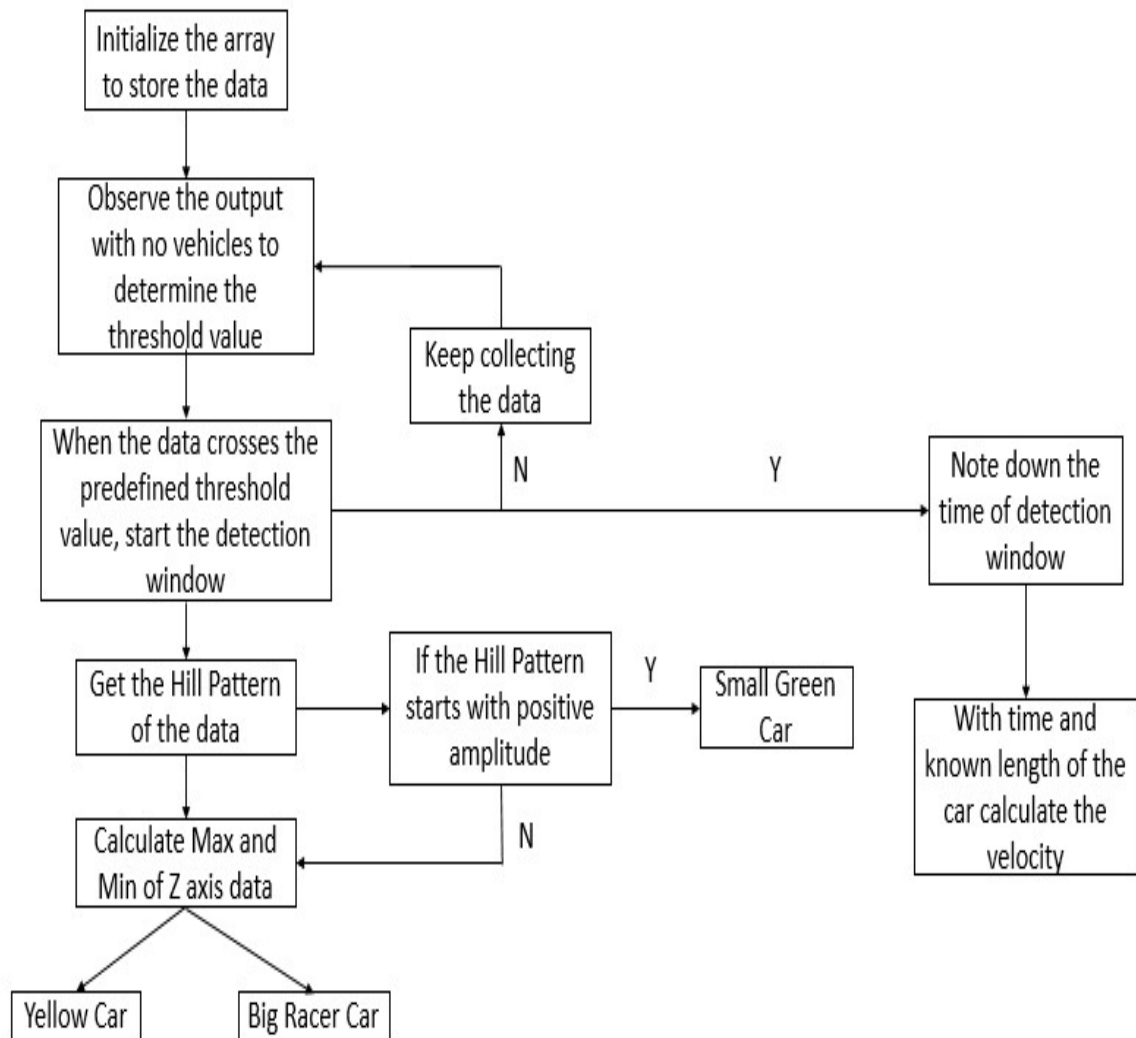 Initialize the array
to store the data
Observe the output
with no vehicles to
determine the
threshold value
Keep collecting
the data
When the data crosses the
predefined threshold
value, start the detection
window
N
Y
Note down the
time of detection
window
Get the Hill Pattern
of the data
If the Hill Pattern
starts with positive
amplitude
Y
Small Green
Car
With time and
known length of the
car calculate the
velocity
N
Calculate Max and
Min of Z axis data
Yellow Car
Big Racer Car